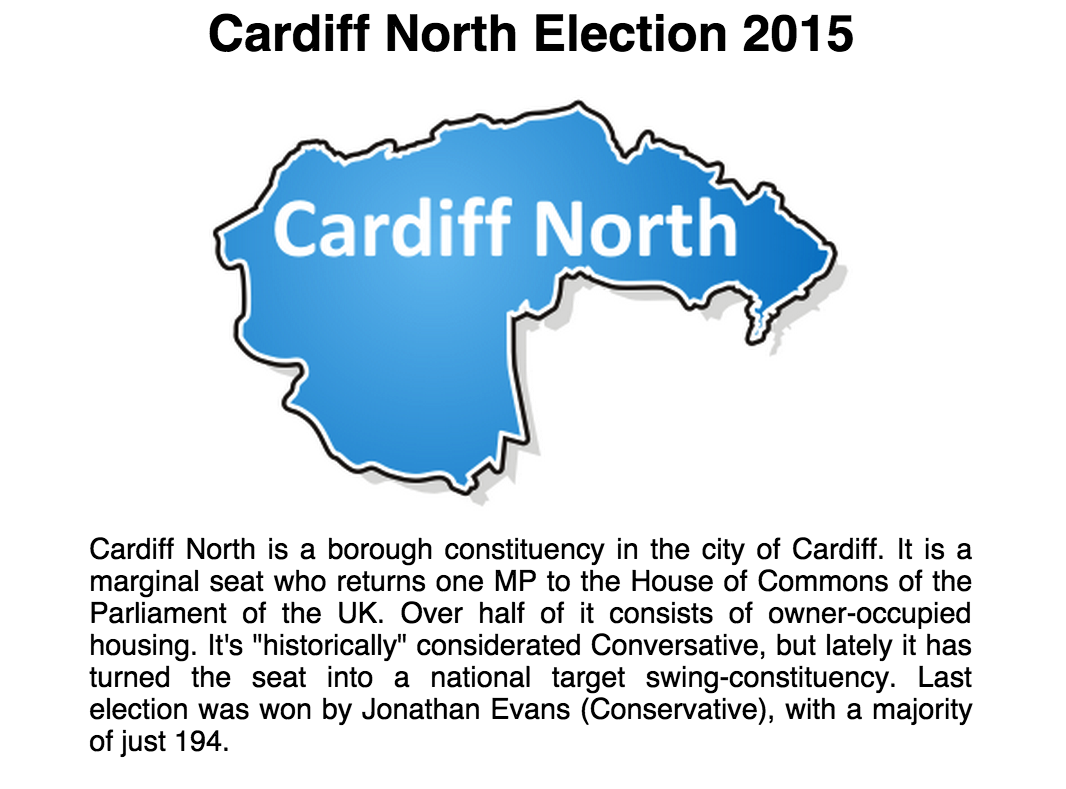 Cardiff North Election 2015
Cardiff North
Cardiff North is a borough constituency in the city of Cardiff. It is a
marginal seat who returns one MP to the House of Commons of the
Parliament of the UK. Over half of it consists of owner-occupied
housing. It's "historically" considerated Conversative, but lately it has
turned the seat into a national target swing-constituency. Last
election was won by Jonathan Evans (Conservative), with a majority
of just 194.